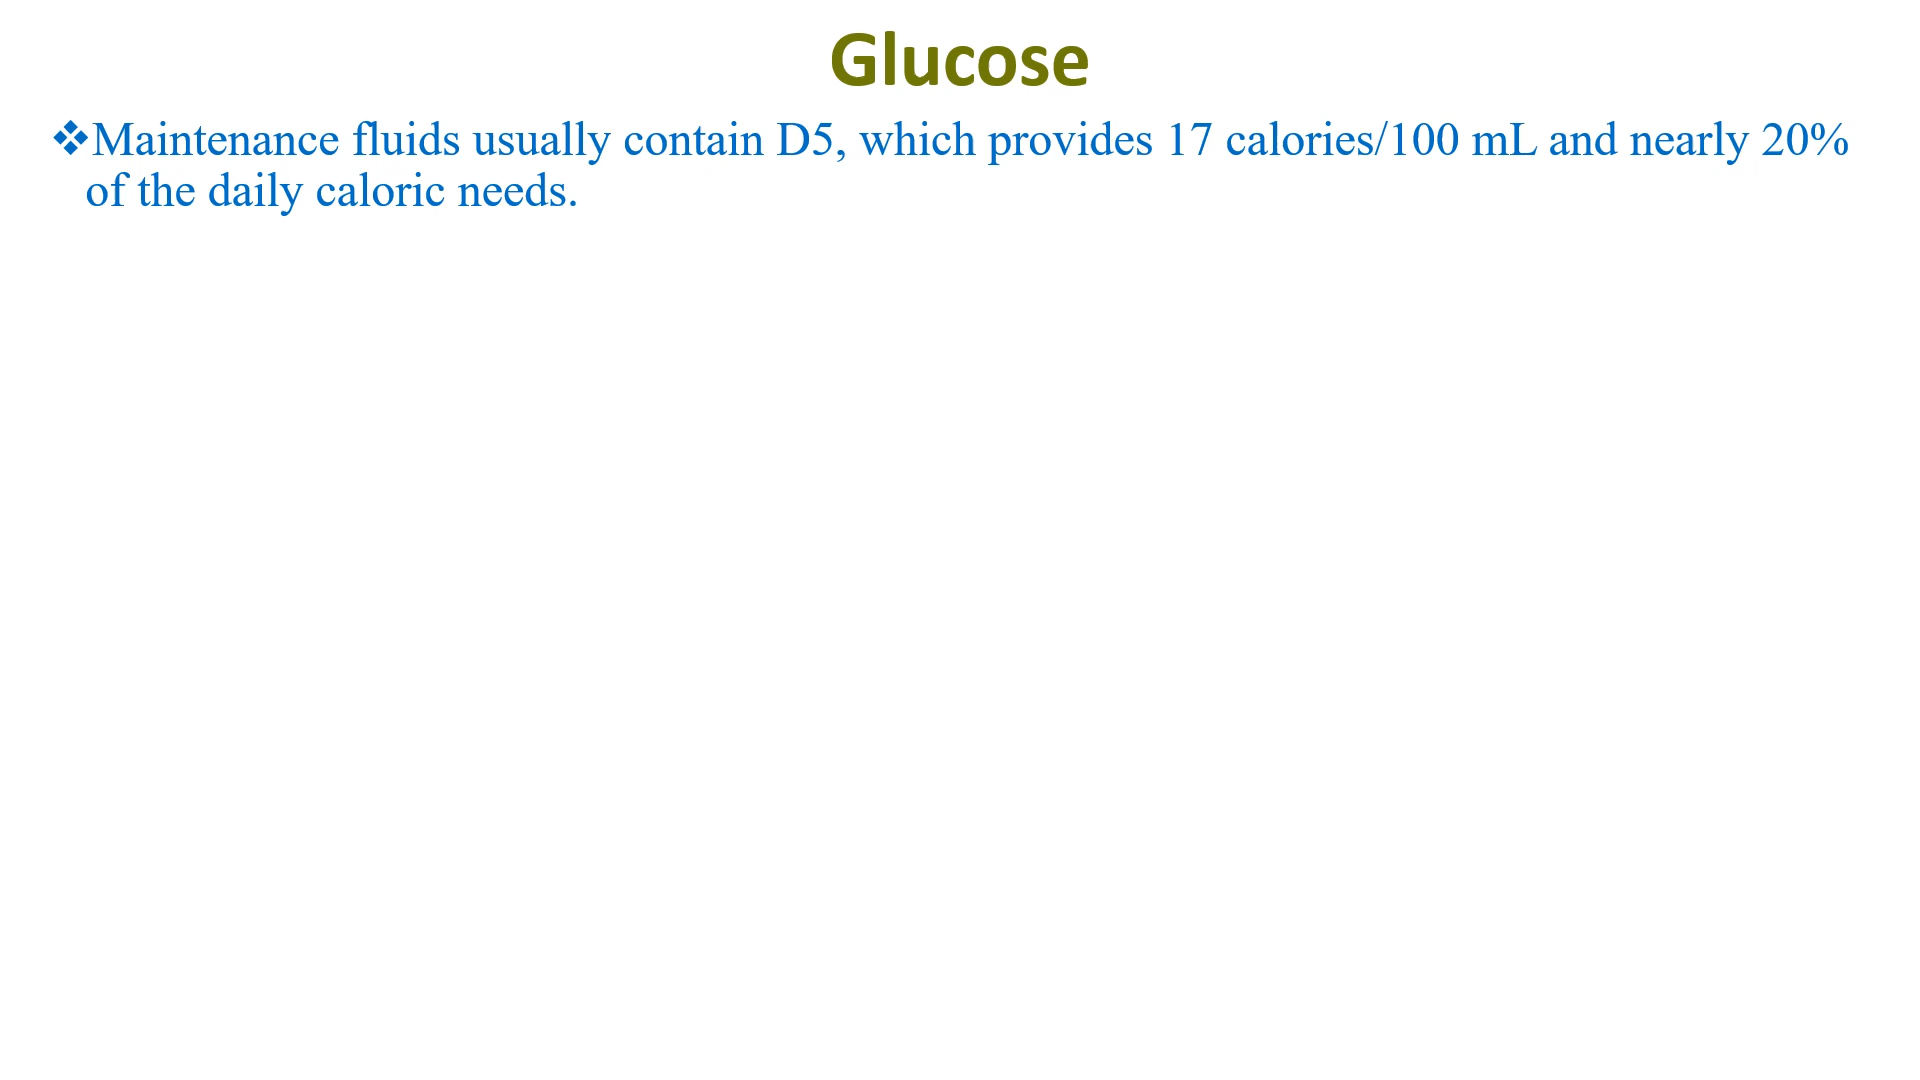 Glucose
❖Maintenance fluids usually contain D5, which provides 17 calories/100 mL and nearly 20%
of the daily caloric needs.